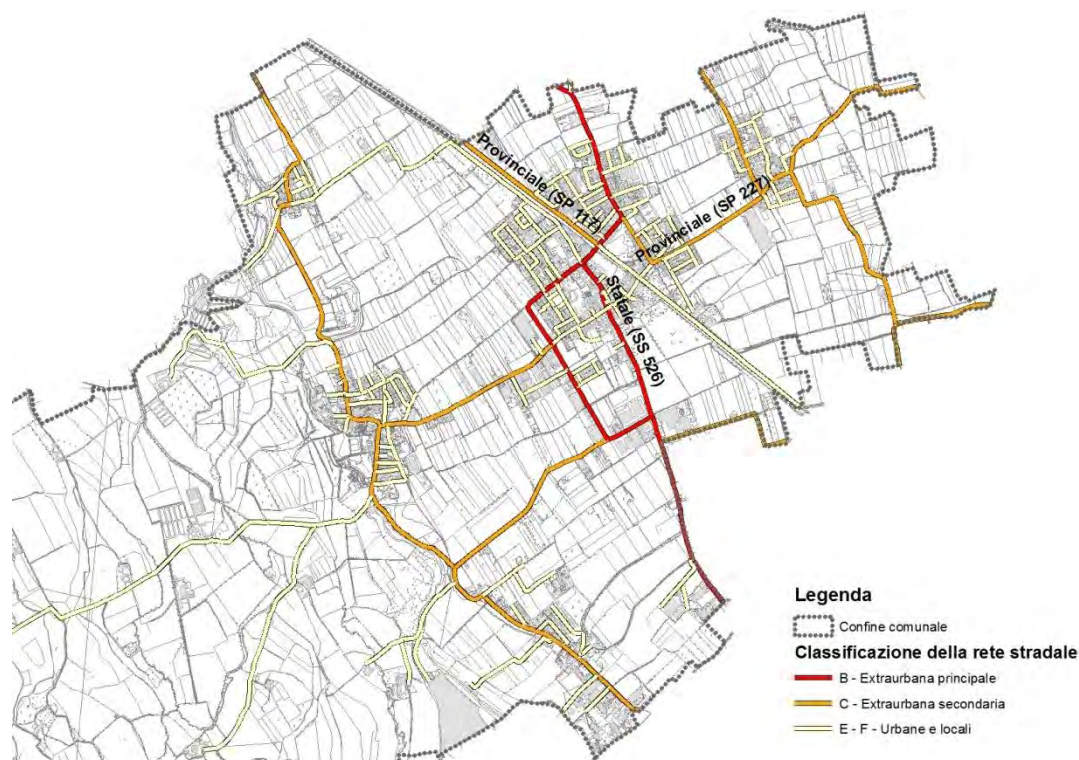 Provinciale (SP 117)
Provinciale (SP 227)
Statale (SS 526)
Legenda
Confine comunale
Classificazione della rete stradale
B - Extraurbana principale
C - Extraurbana secondaria
E - F - Urbane e locali